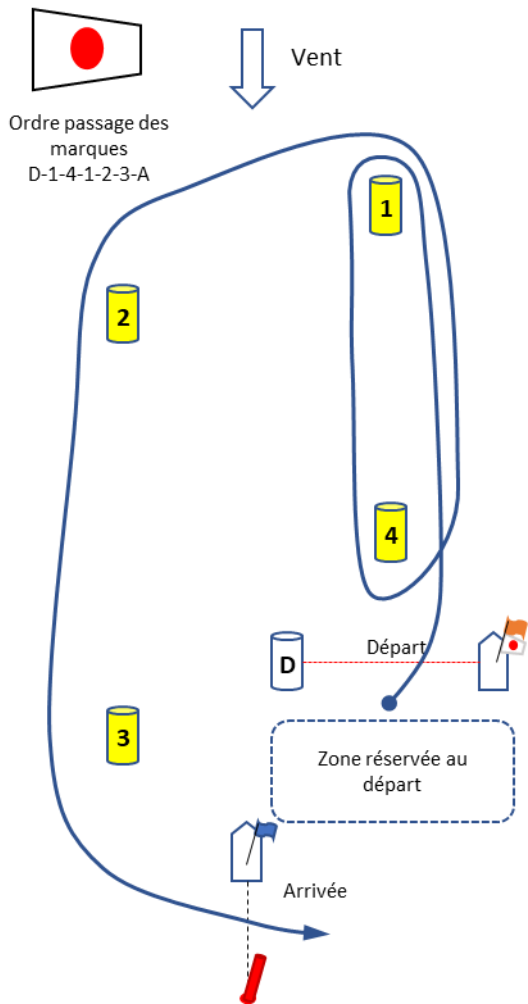 Vent
Ordre passage des
marques
D-1-4-1-2-3-A
1
2
4
D
Départ
3
Zone réservée au
départ
Arrivée